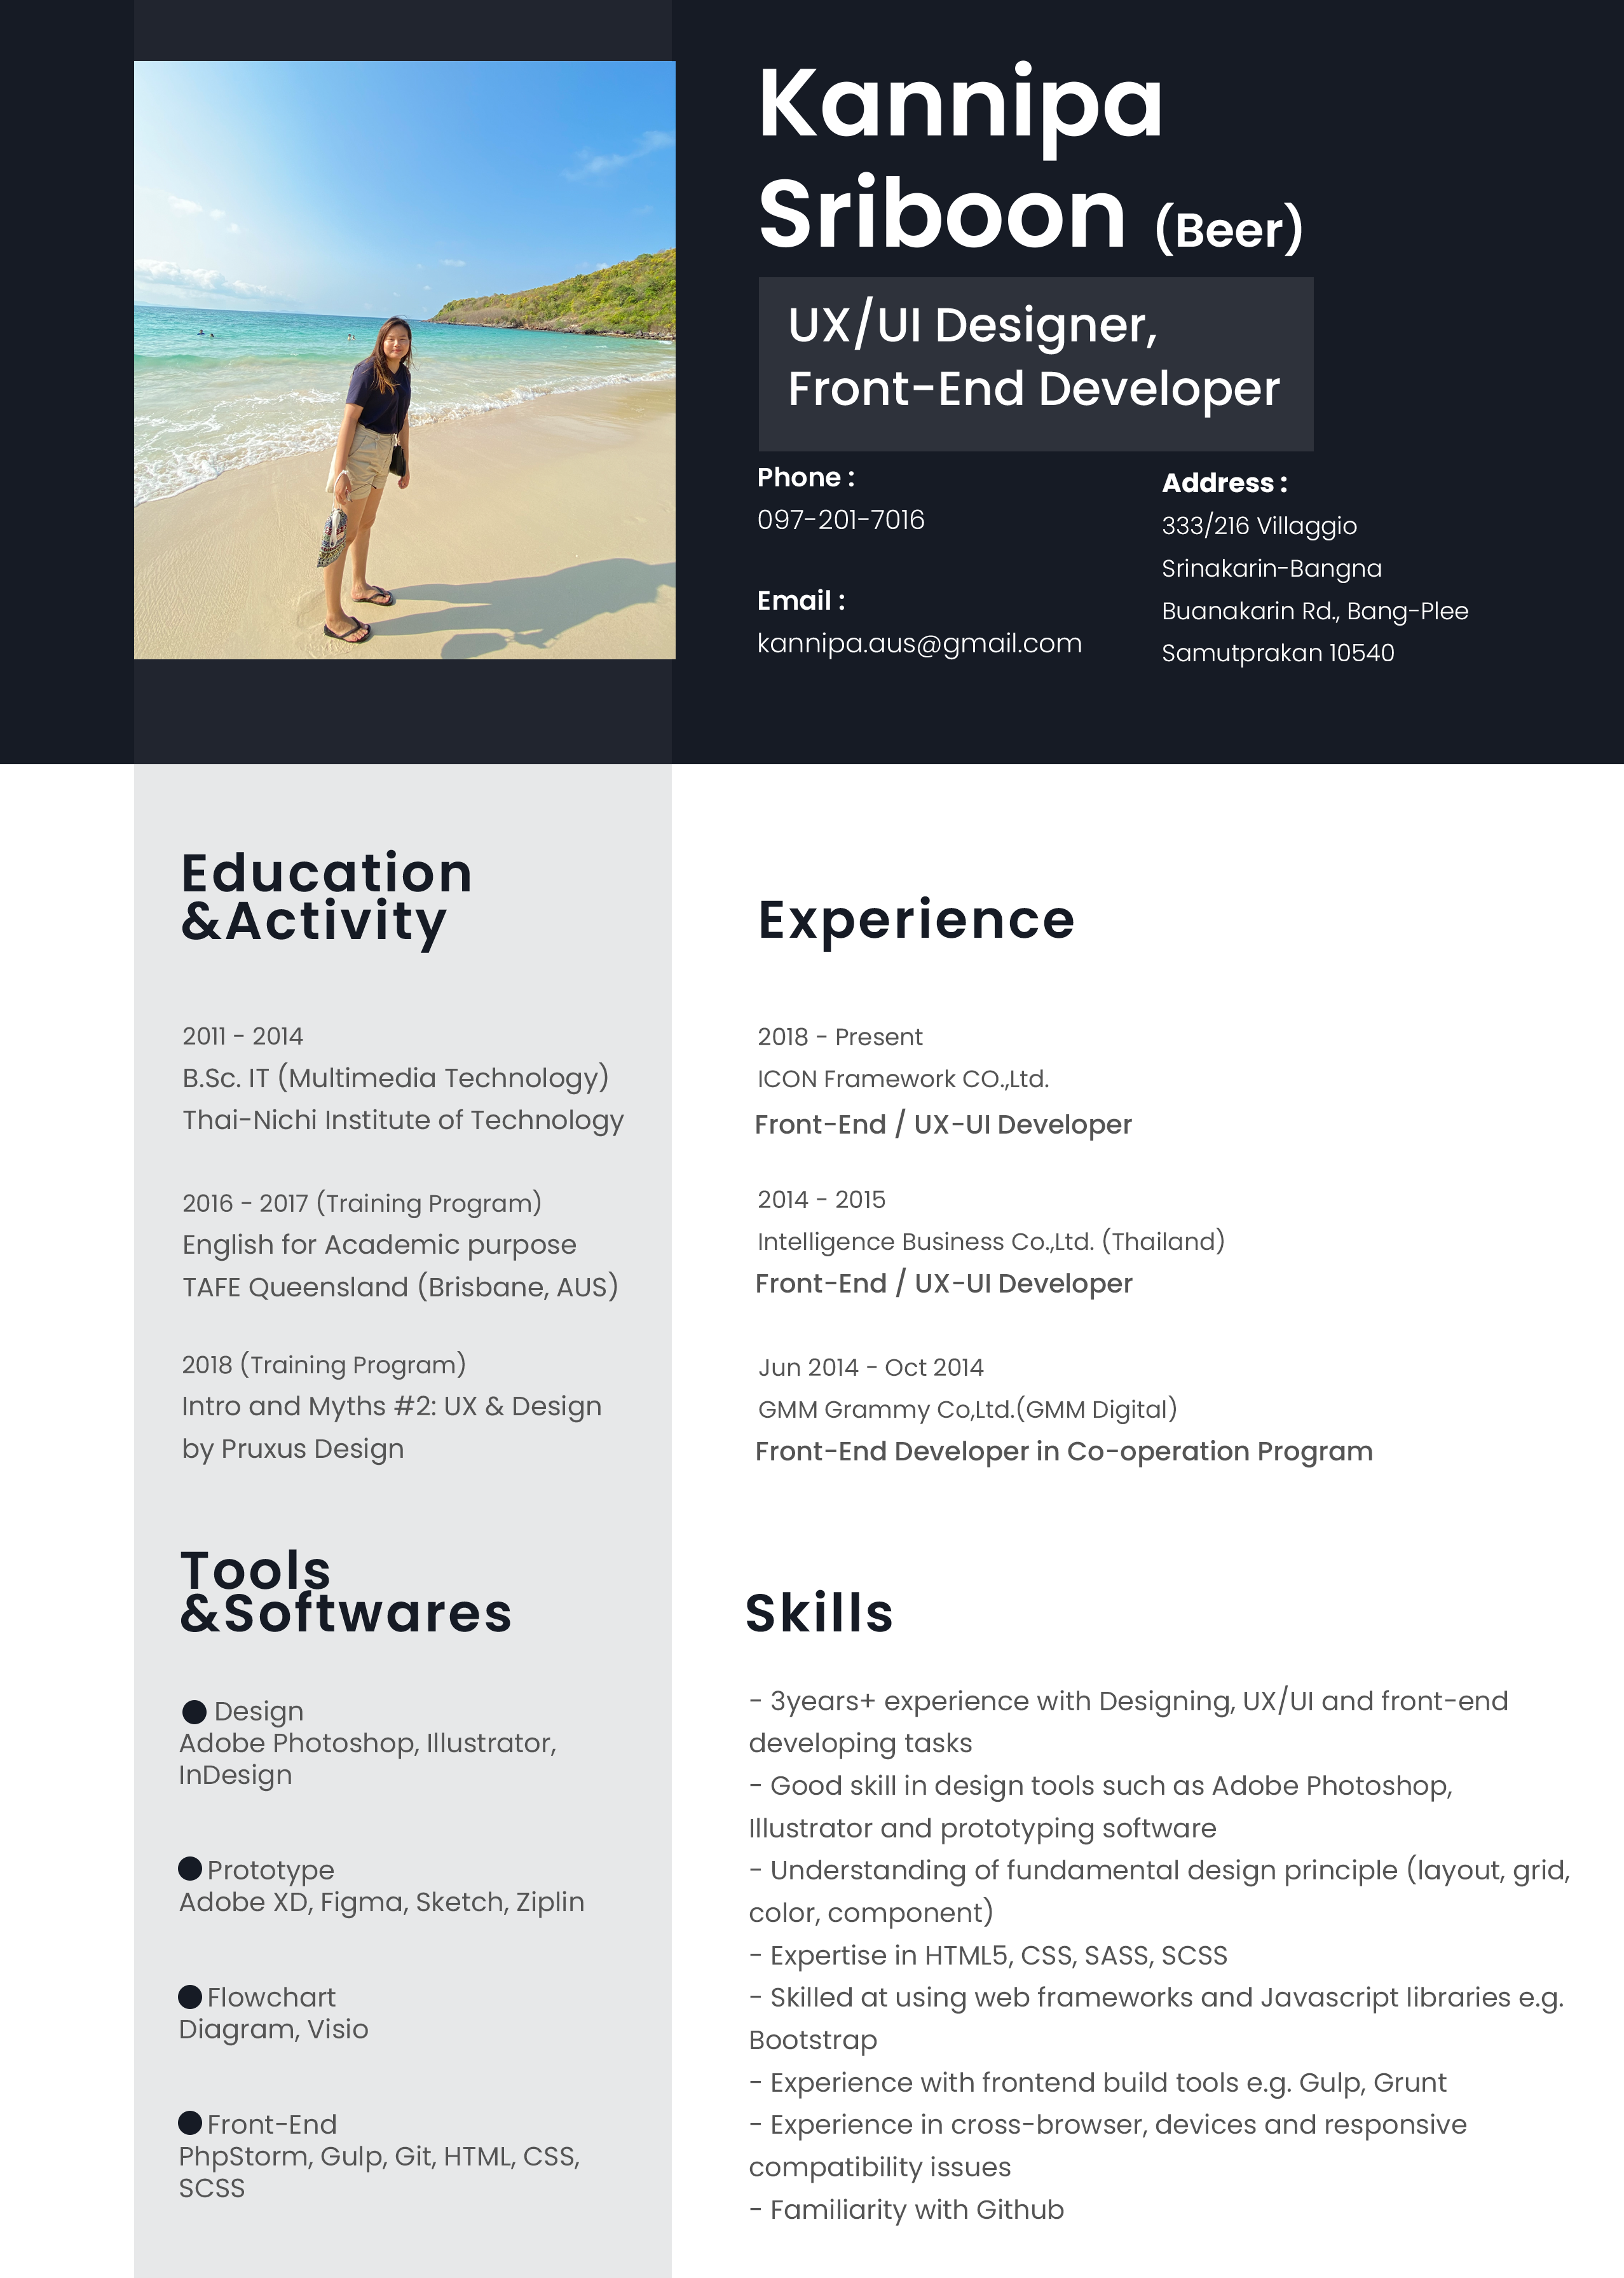 Kannipa
Sriboon (Beer)
UX/UI Designer,
Front-End Developer
Phone :
097-201-7016
Email :
kannipa.aus@gmail.com
Address :
333/216 Villaggio
Srinakarin-Bangna
Buanakarin Rd., Bang-Plee
Samutprakan 10540
Education
&Activity
2011 - 2014
B.Sc. IT (Multimedia Technology)
Thai-Nichi Institute of Technology
2016 - 2017 (Training Program)
English for Academic purpose
TAFE Queensland (Brisbane, AUS)
2018 (Training Program)
Intro and Myths #2: UX & Design
by Pruxus Design
Experience
2018 - Present
ICON Framework CO.,Ltd.
Front-End / UX-UI Developer
2014 - 2015
Intelligence Business Co.,Ltd. (Thailand)
Front-End / UX-UI Developer
Jun 2014 - Oct 2014
GMM Grammy Co,Ltd.(GMM Digital)
Front-End Developer in Co-operation Program
Tools
&Softwares
Design
Adobe Photoshop, Illustrator,
InDesign
Prototype
Adobe XD, Figma, Sketch, Ziplin
Flowchart
Diagram, Visio
Front-End
PhpStorm, Gulp, Git, HTML, CSS,
SCSS
Skills
- 3years+ experience with Designing, UX/UI and front-end
developing tasks
- Good skill in design tools such as Adobe Photoshop,
Illustrator and prototyping software
- Understanding of fundamental design principle (layout, grid,
color, component)
- Expertise in HTML5, CSS, SASS, SCSS
- Skilled at using web frameworks and Javascript libraries e.g.
Bootstrap
- Experience with frontend build tools e.g. Gulp, Grunt
- Experience in cross-browser, devices and responsive
compatibility issues
- Familiarity with Github